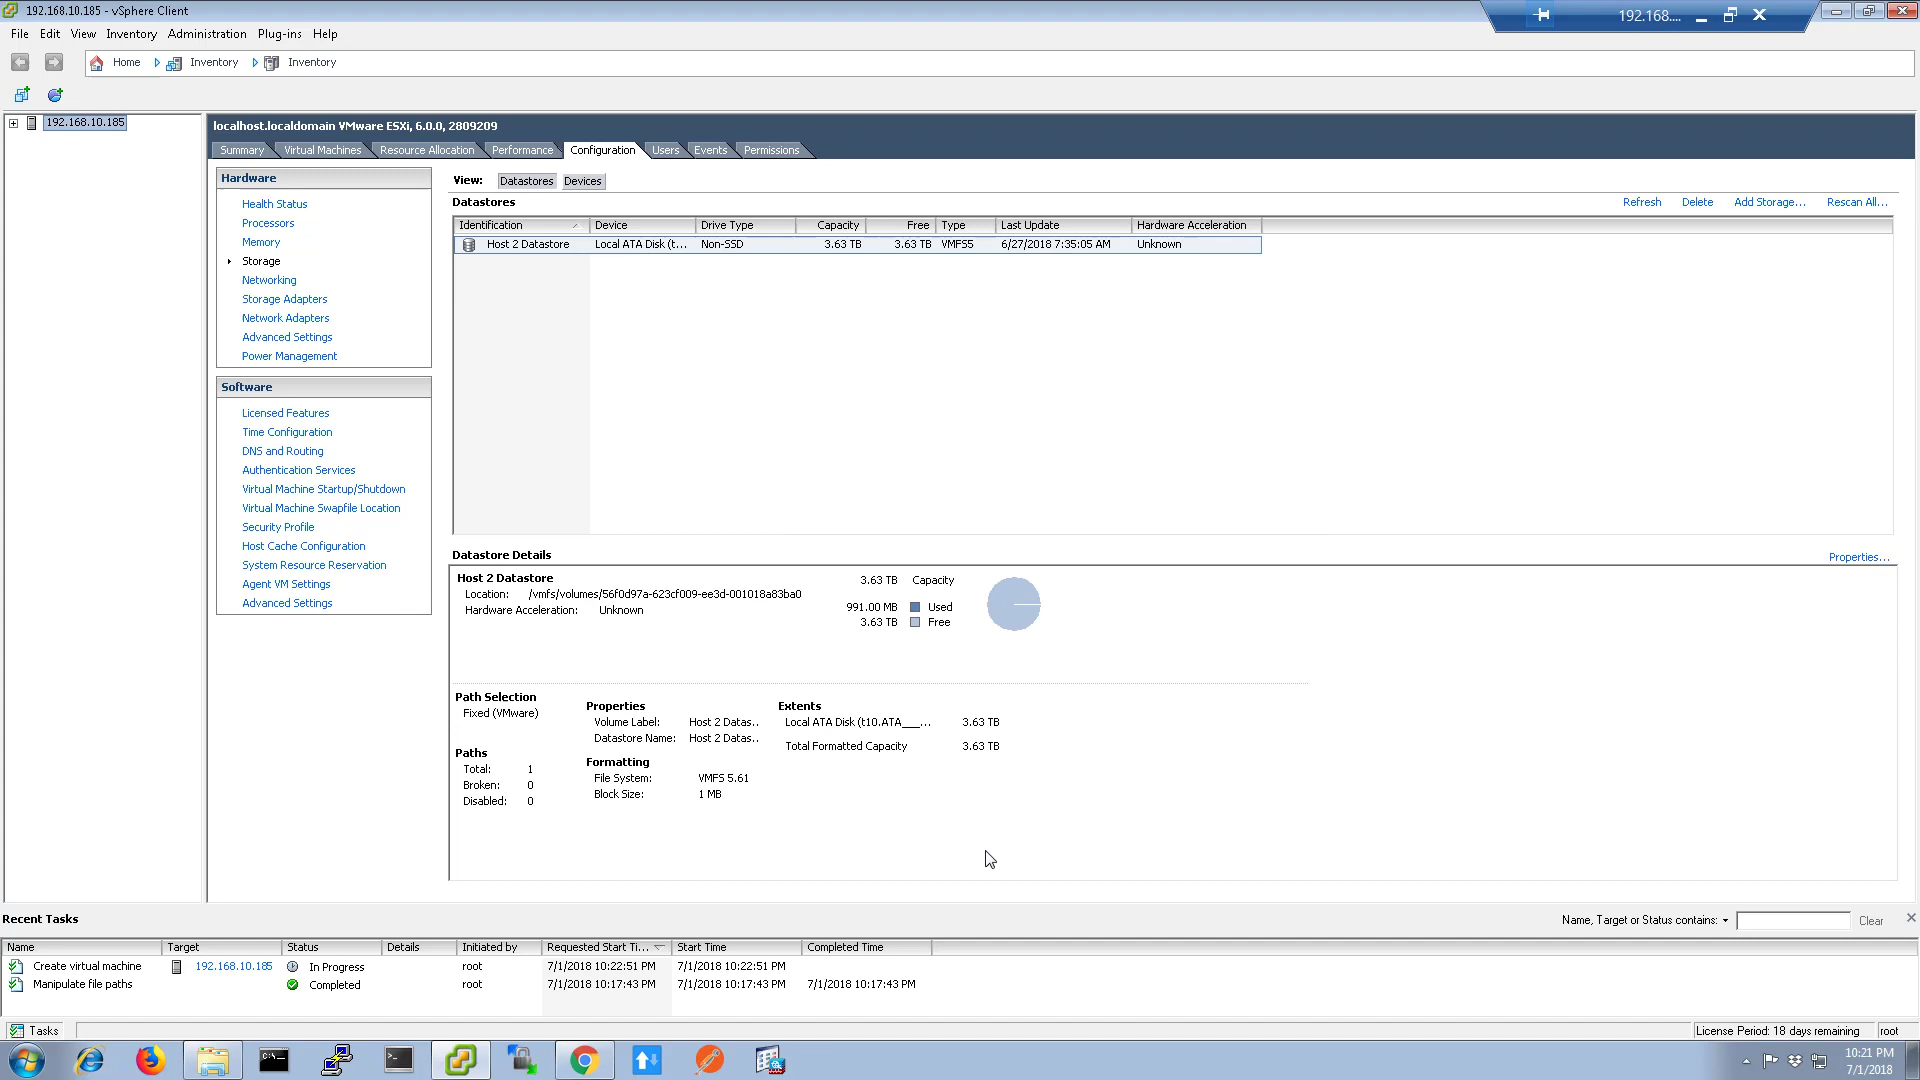 192.168.10.185 - vSphere Client
192.168....
File Edit View Inventory Administration Plug-ins Help
Home Inventory Inventory
192.168.10.185
localhost.localdomain VMware ESXi, 6.0.0, 2809209
Summary Virtual Machines Resource Allocation Performance Configuration Users Events Permissions
Hardware
Health Status
Processors
Memory
Storage
Networking
Storage Adapters
Network Adapters
Advanced Settings
Power Management
Software
Licensed Features
Time Configuration
DNS and Routing
Authentication Services
Virtual Machine Startup/Shutdown
Virtual Machine Swapfile Location
Security Profile
Host Cache Configuration
System Resource Reservation
Agent VM Settings
Advanced Settings
View: Datastores Devices
Datastores
Refresh Delete Add Storage... Rescan All...
Identification Device Drive Type Capacity Free Type Last Update Hardware Acceleration
Host 2 Datastore Local ATA Disk (t... Non-SSD 3.63 TB 3.63 TB VMFS5 6/27/2018 7:35:05 AM Unknown
Datastore Details
Properties...
Host 2 Datastore 3.63 TB Capacity
Location: /vmfs/volumes/56f0d97a-623cf009-ee3d-001018a83ba0
Hardware Acceleration: Unknown
991.00 MB Used
3.63 TB Free
Path Selection
Fixed (VMware)
Paths
Total: 1
Broken: 0
Disabled: 0
Properties
Volume Label: Host 2 Datas..
Datastore Name: Host 2 Datas..
Formatting
File System: VMFS 5.61
Block Size: 1 MB
Extents
Local ATA Disk (t10.ATA___... 3.63 TB
Total Formatted Capacity 3.63 TB
Recent Tasks
Name, Target or Status contains: Clear
Name Target Status Details Initiated by Requested Start Ti... Start Time Completed Time
Create virtual machine 192.168.10.185 In Progress root 7/1/2018 10:22:51 PM 7/1/2018 10:22:51 PM
Manipulate file paths Completed root 7/1/2018 10:17:43 PM 7/1/2018 10:17:43 PM 7/1/2018 10:17:43 PM
Tasks
License Period: 18 days remaining root
10:21 PM
7/1/2018